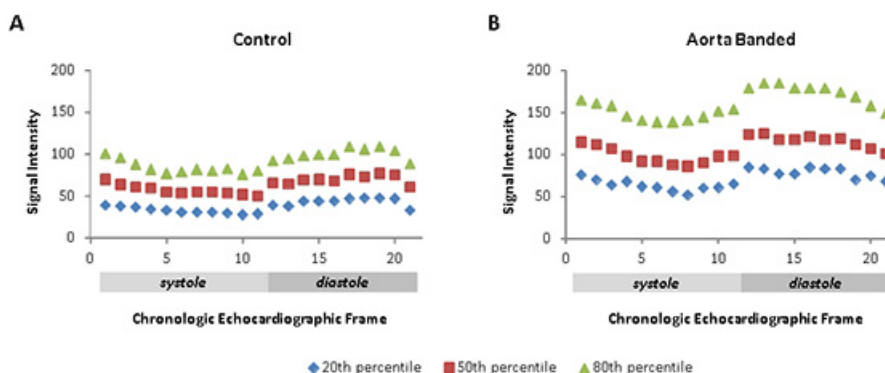 A
Control
200
150
100
50
0
Signal Intensity
0 5 10 15 20
systole diastole
Chronologic Echocardiographic Frame
B
Aorta Banded
200
150
100
50
0
Signal Intensity
0 5 10 15 20
systole diastole
Chronologic Echocardiographic Frame
20th percentile 50th percentile 80th percentile